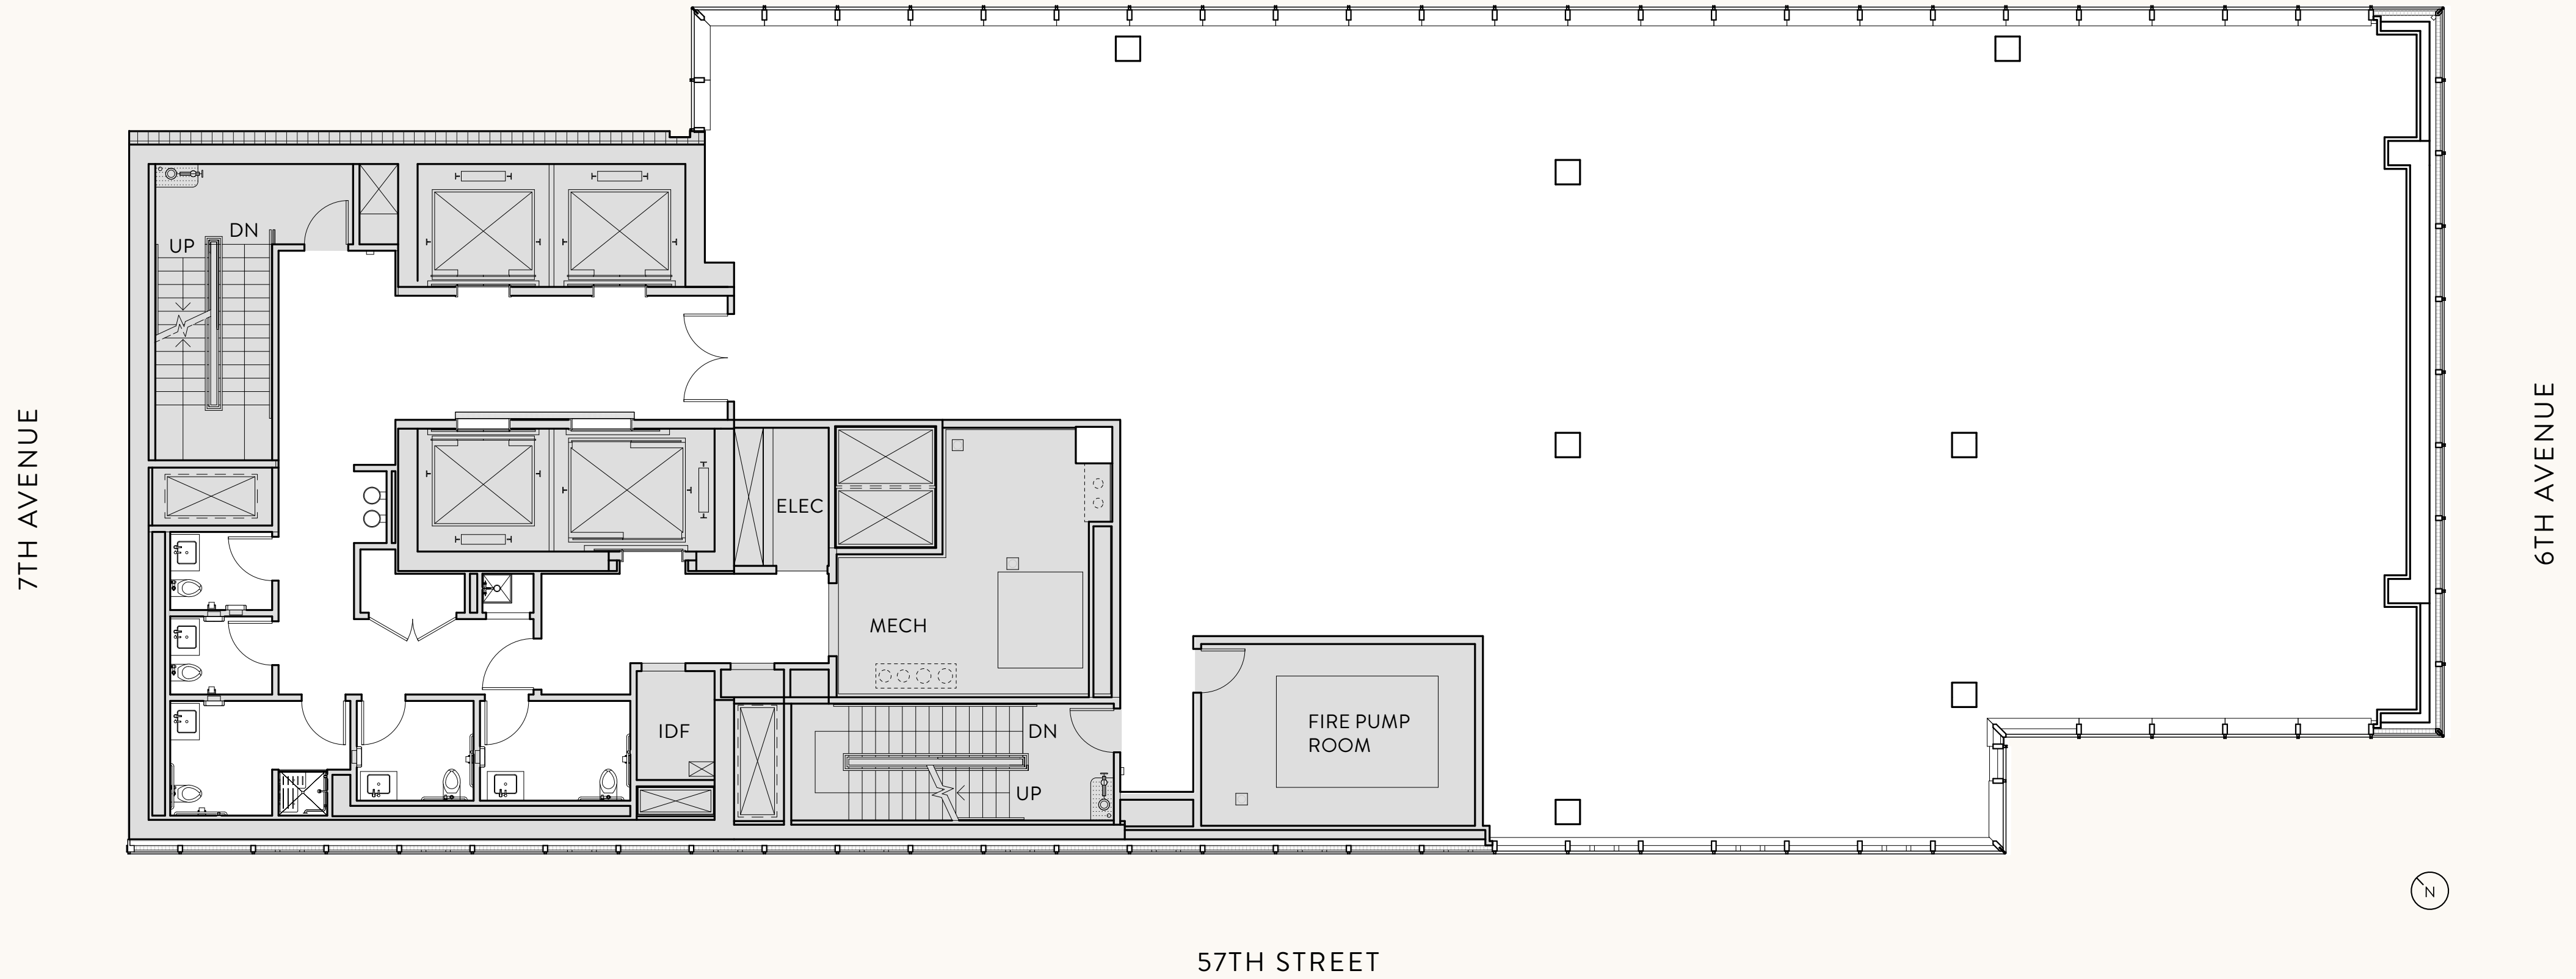 DN
UP
7TH AVENUE
6TH AVENUE
ELEC
MECH
IDF
DN
UP
FIRE PUMP
ROOM
N
57TH STREET